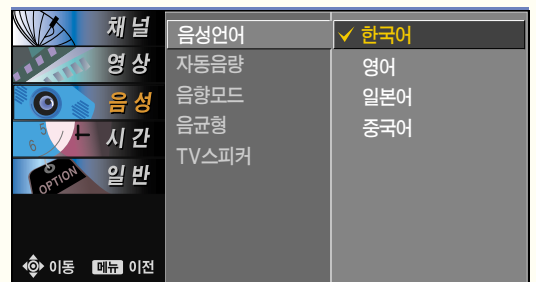 채널
영상
음성
시간
6
5
일반
OPTION
이동 메뉴 이전
음성언어
자동음량
음향모드
음균형
TV스피커
✓ 한국어
영어
일본어
중국어